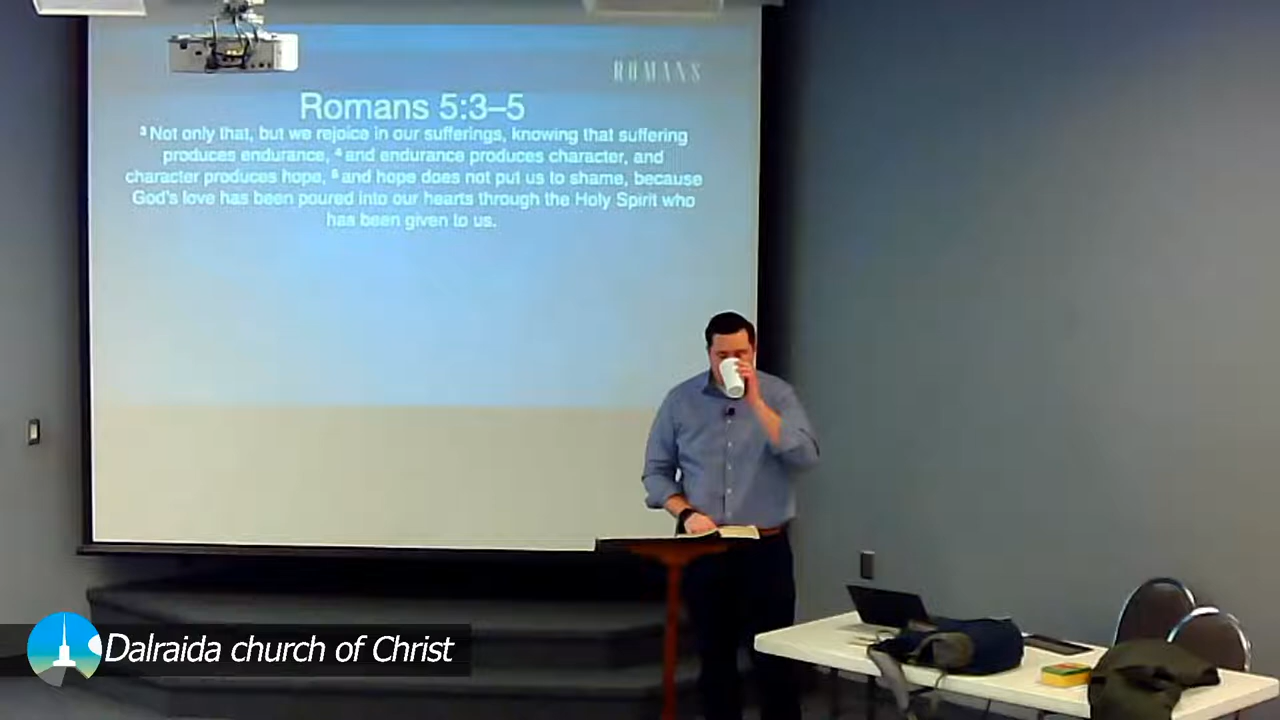 ROMANS
Romans 5:3–5
³ Not only that, but we rejoice in our sufferings, knowing that suffering
produces endurance, ⁴ and endurance produces character, and
character produces hope, ⁵ and hope does not put us to shame, because
God's love has been poured into our hearts through the Holy Spirit who
has been given to us.
Dalraida church of Christ